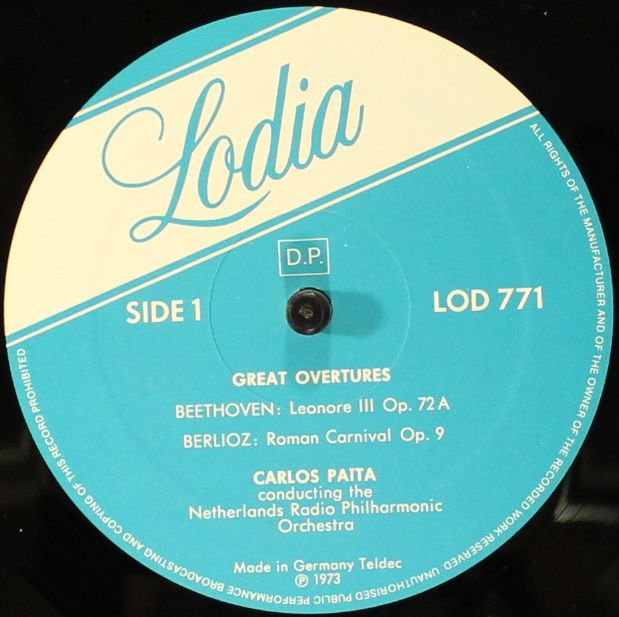 Lodia
D.P.
SIDE 1
LOD 771
GREAT OVERTURES
BEETHOVEN: Leonore III Op. 72 A
BERLIOZ: Roman Carnival Op. 9
CARLOS PAITA
conducting the
Netherlands Radio Philharmonic
Orchestra
Made in Germany Teldec
℗ 1973
ALL RIGHTS OF THE MANUFACTURER AND OF THE OWNER OF THE RECORDED WORK RESERVED UNAUTHORISED PUBLIC PERFORMANCE BROADCASTING AND COPYING OF THIS RECORD PROHIBITED